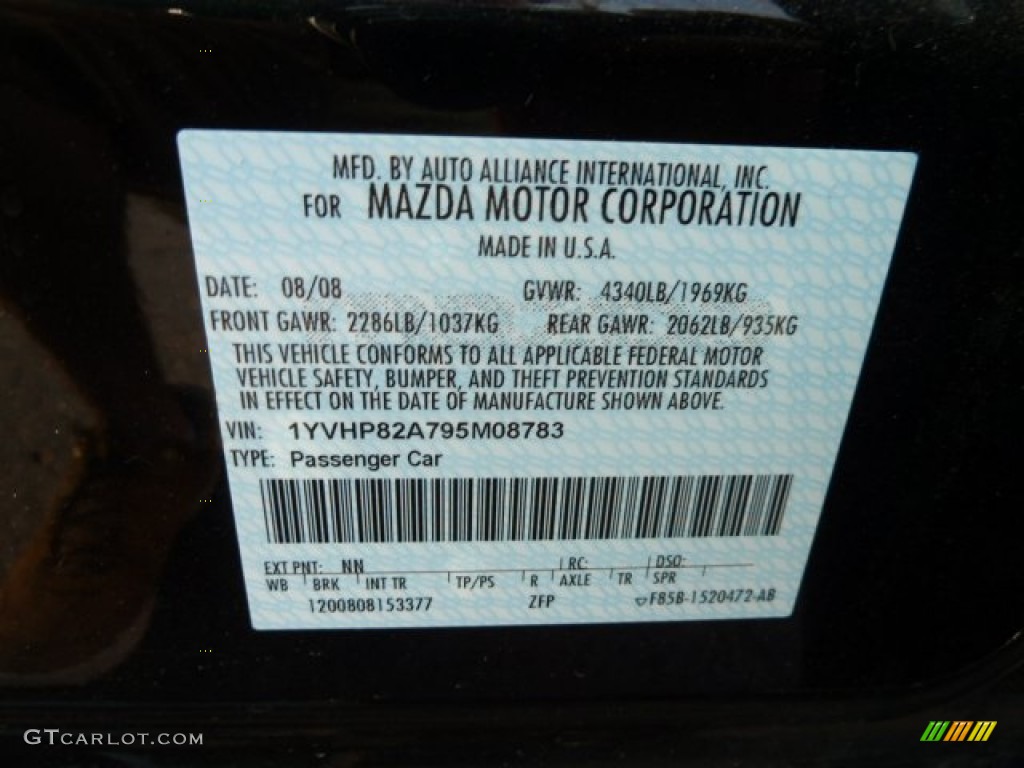 MFD. BY AUTO ALLIANCE INTERNATIONAL, INC.
FOR MAZDA MOTOR CORPORATION
MADE IN U.S.A.
DATE: 08/08 GVWR: 4340LB/1969KG
FRONT GAWR: 2286LB/1037KG REAR GAWR: 2062LB/935KG
THIS VEHICLE CONFORMS TO ALL APPLICABLE FEDERAL MOTOR
VEHICLE SAFETY, BUMPER, AND THEFT PREVENTION STANDARDS
IN EFFECT ON THE DATE OF MANUFACTURE SHOWN ABOVE.
VIN: 1YVHP82A795M08783
TYPE: Passenger Car
EXT PNT: NN RC: DSO:
WB BRK INT TR TP/PS R AXLE TR SPR
1200808153377 ZFP F85B-1520472-AB
GTCARLOT.COM